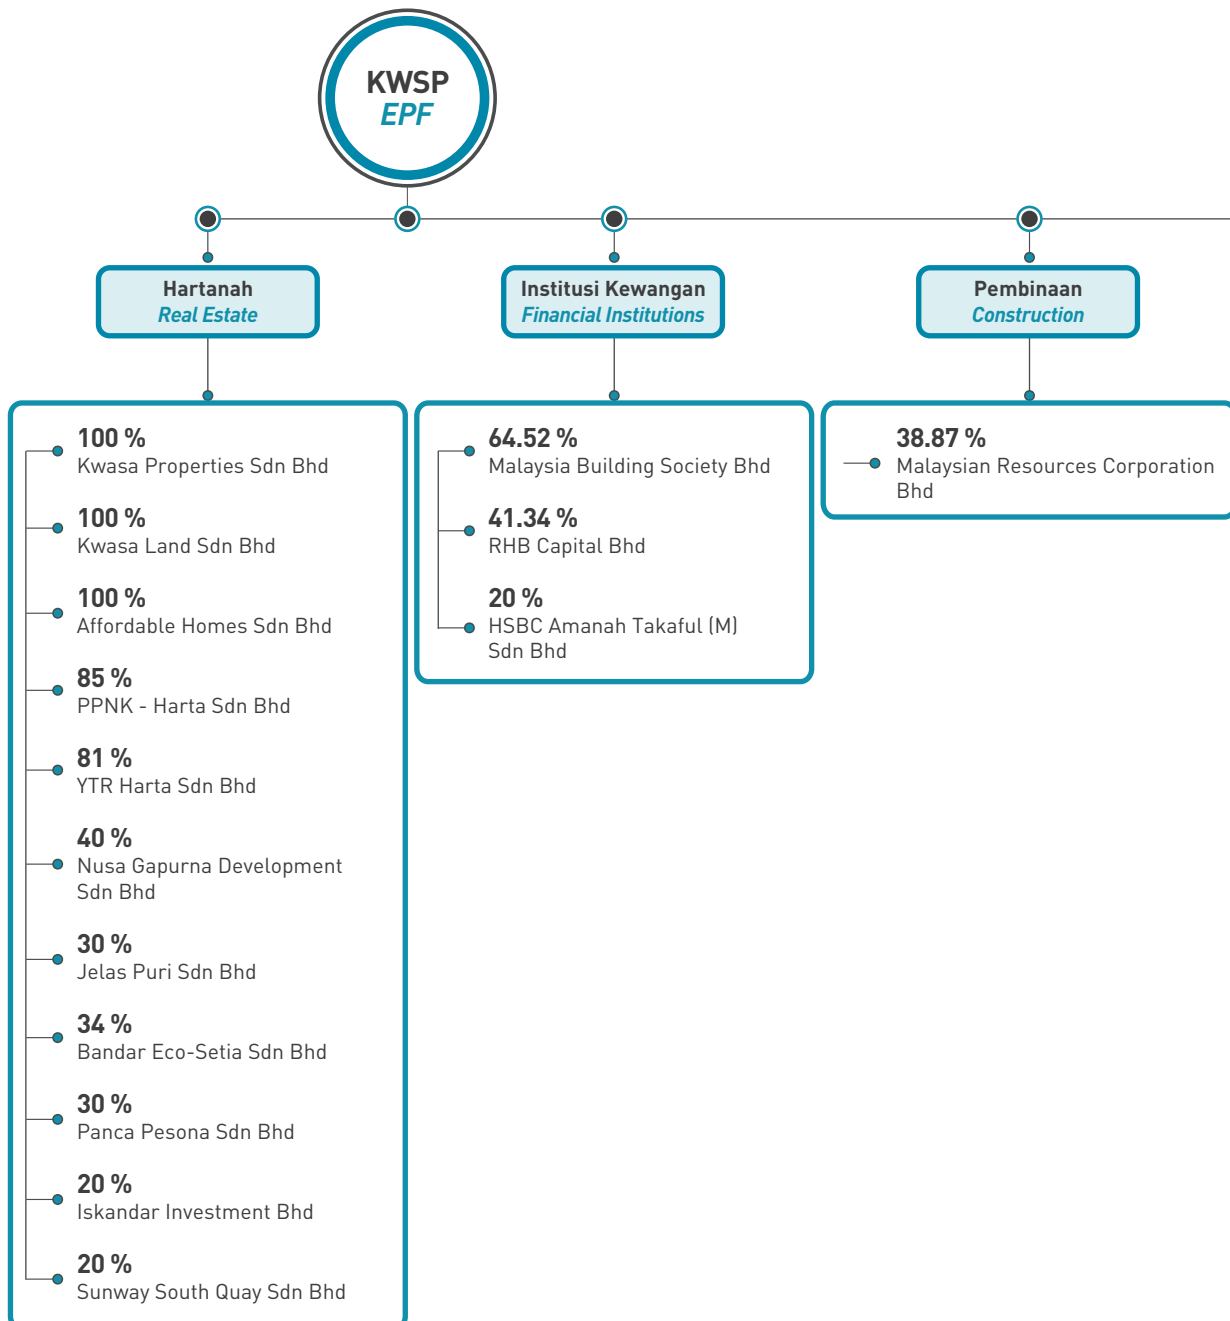 KWSP
EPF
Hartanah
Real Estate
Institusi Kewangan
Financial Institutions
Pembinaan
Construction
100 %
Kwasa Properties Sdn Bhd
100 %
Kwasa Land Sdn Bhd
100 %
Affordable Homes Sdn Bhd
85 %
PPNK - Harta Sdn Bhd
81 %
YTR Harta Sdn Bhd
40 %
Nusa Gapurna Development
Sdn Bhd
30 %
Jelas Puri Sdn Bhd
34 %
Bandar Eco-Setia Sdn Bhd
30 %
Panca Pesona Sdn Bhd
20 %
Iskandar Investment Bhd
20 %
Sunway South Quay Sdn Bhd
64.52 %
Malaysia Building Society Bhd
41.34 %
RHB Capital Bhd
20 %
HSBC Amanah Takaful (M)
Sdn Bhd
38.87 %
Malaysian Resources Corporation
Bhd